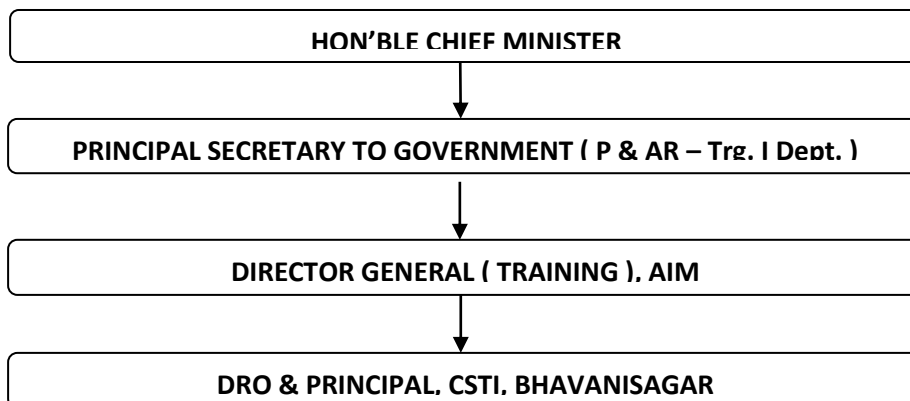 HON’BLE CHIEF MINISTER
PRINCIPAL SECRETARY TO GOVERNMENT ( P & AR – Trg. I Dept. )
DIRECTOR GENERAL ( TRAINING ), AIM
DRO & PRINCIPAL, CSTI, BHAVANISAGAR